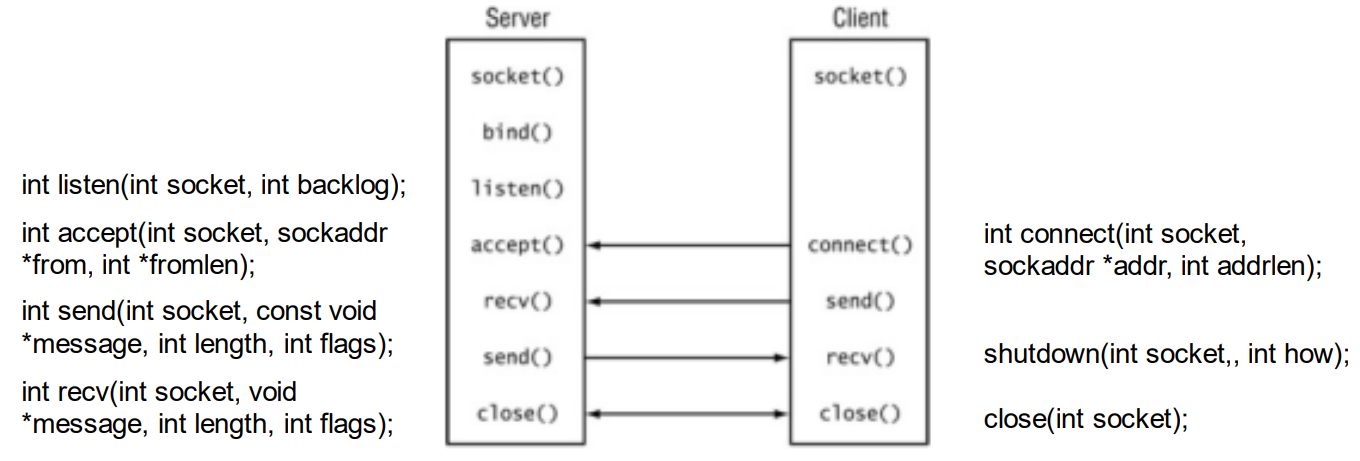 Server
Client
socket()
socket()
bind()
int listen(int socket, int backlog);
listen()
int accept(int socket, sockaddr
*from, int *fromlen);
accept()
connect()
int connect(int socket,
sockaddr *addr, int addrlen);
int send(int socket, const void
*message, int length, int flags);
recv()
send()
send()
recv()
shutdown(int socket,, int how);
int recv(int socket, void
*message, int length, int flags);
close()
close()
close(int socket);